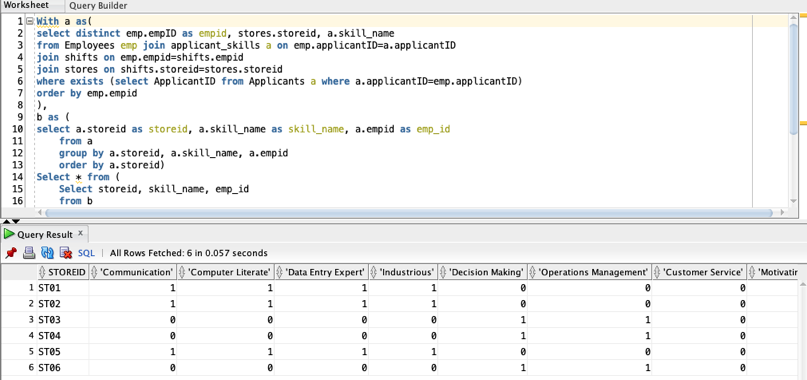 Worksheet Query Builder
1 With a as(
2 select distinct emp.empID as empid, stores.storeid, a.skill_name
3 from Employees emp join applicant_skills a on emp.applicantID=a.applicantID
4 join shifts on emp.empid=shifts.empid
5 join stores on shifts.storeid=stores.storeid
6 where exists (select ApplicantID from Applicants a where a.applicantID=emp.applicantID)
7 order by emp.empid
8 ),
9 b as (
10 select a.storeid as storeid, a.skill_name as skill_name, a.empid as emp_id
11 from a
12 group by a.storeid, a.skill_name, a.empid
13 order by a.storeid)
14 Select * from (
15 Select storeid, skill_name, emp_id
16 from b
Query Result x
SQL | All Rows Fetched: 6 in 0.057 seconds
STOREID 'Communication' 'Computer Literate' 'Data Entry Expert' 'Industrious' 'Decision Making' 'Operations Management' 'Customer Service' 'Motivatin
1 ST01 1 1 1 1 0 0 0
2 ST02 1 1 1 1 0 0 0
3 ST03 0 0 0 0 1 1 0
4 ST04 0 0 0 0 1 1 0
5 ST05 1 1 1 1 0 0 0
6 ST06 0 0 0 0 1 1 0